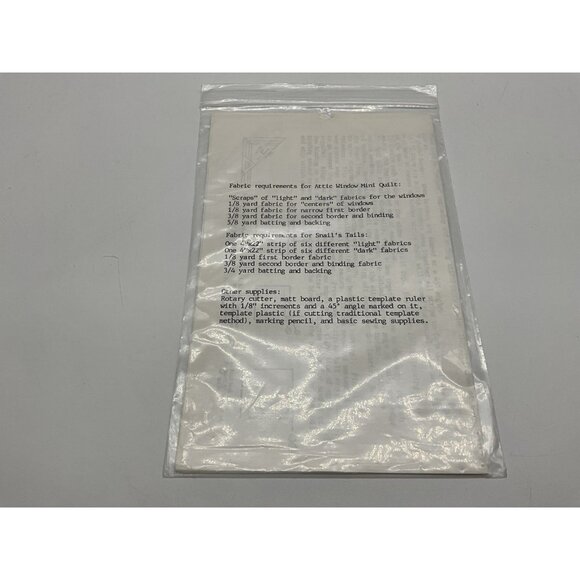 Fabric requirements for Attic Window Mini Quilt:
"Scraps" of "light" and "dark" fabrics for the windows
1/8 yard fabric for "centers" of windows
1/8 yard fabric for narrow first border
3/8 yard fabric for second border and binding
5/8 yard batting and backing
Fabric requirements for Snail's Tails:
One 4"x22" strip of six different "light" fabrics
One 4"x22" strip of six different "dark" fabrics
1/8 yard first border fabric
3/8 yard second border and binding fabric
3/4 yard batting and backing
Other supplies:
Rotary cutter, matt board, a plastic template ruler
with 1/8" increments and a 45° angle marked on it,
template plastic (if cutting traditional template
method), marking pencil, and basic sewing supplies.